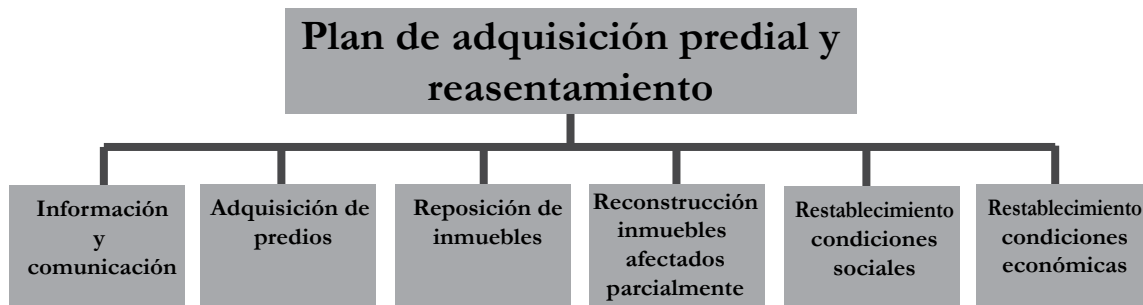 Plan de adquisición predial y
reasentamiento
Información
y
comunicación
Adquisición de
predios
Reposición de
inmuebles
Reconstrucción
inmuebles
afectados
parcialmente
Restablecimiento
condiciones
sociales
Restablecimiento
condiciones
económicas